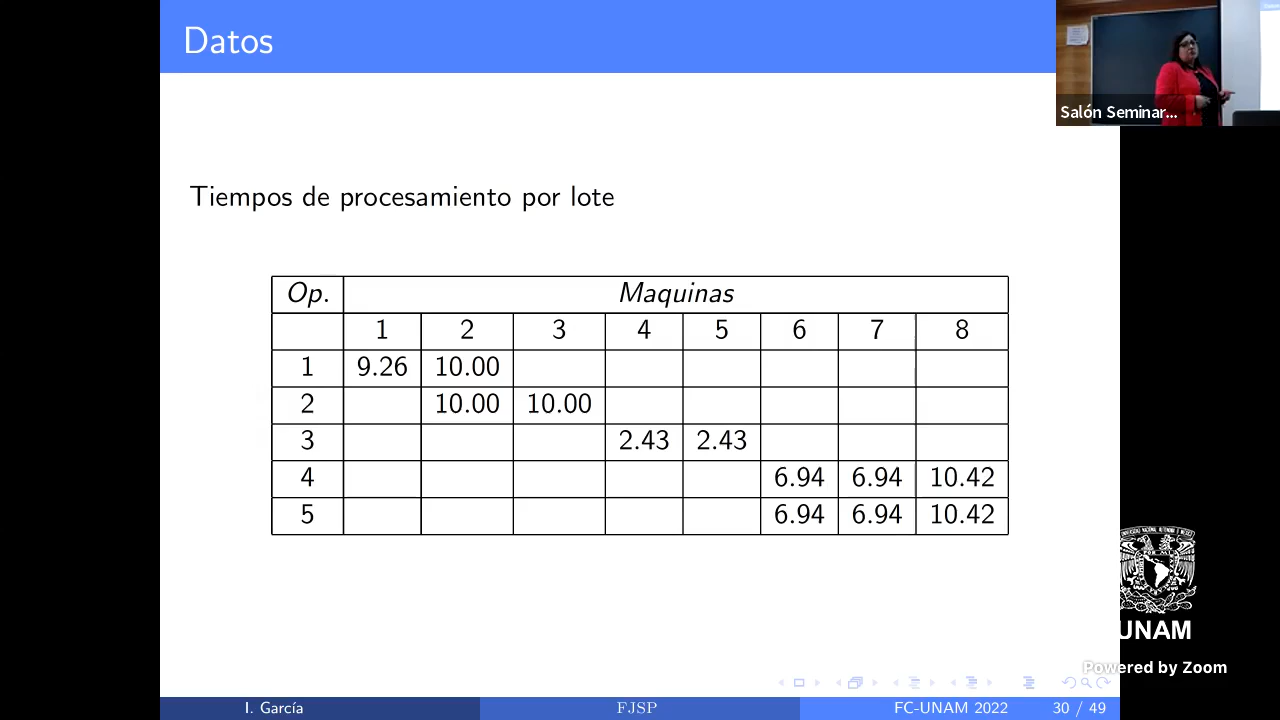 Datos
Salón Seminar...
Tiempos de procesamiento por lote
Op. Maquinas
1 2 3 4 5 6 7 8
1 9.26 10.00
2 10.00 10.00
3 2.43 2.43
4 6.94 6.94 10.42
5 6.94 6.94 10.42
UNAM
Powered by Zoom
I. García FJSP FC-UNAM 2022 30 / 49